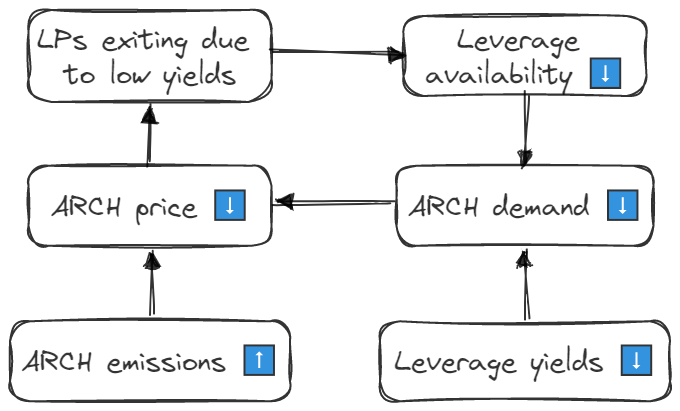 LPs exiting due
to low yields
Leverage
availability ↓
ARCH price ↓
ARCH demand ↓
ARCH emissions ↑
Leverage yields ↓